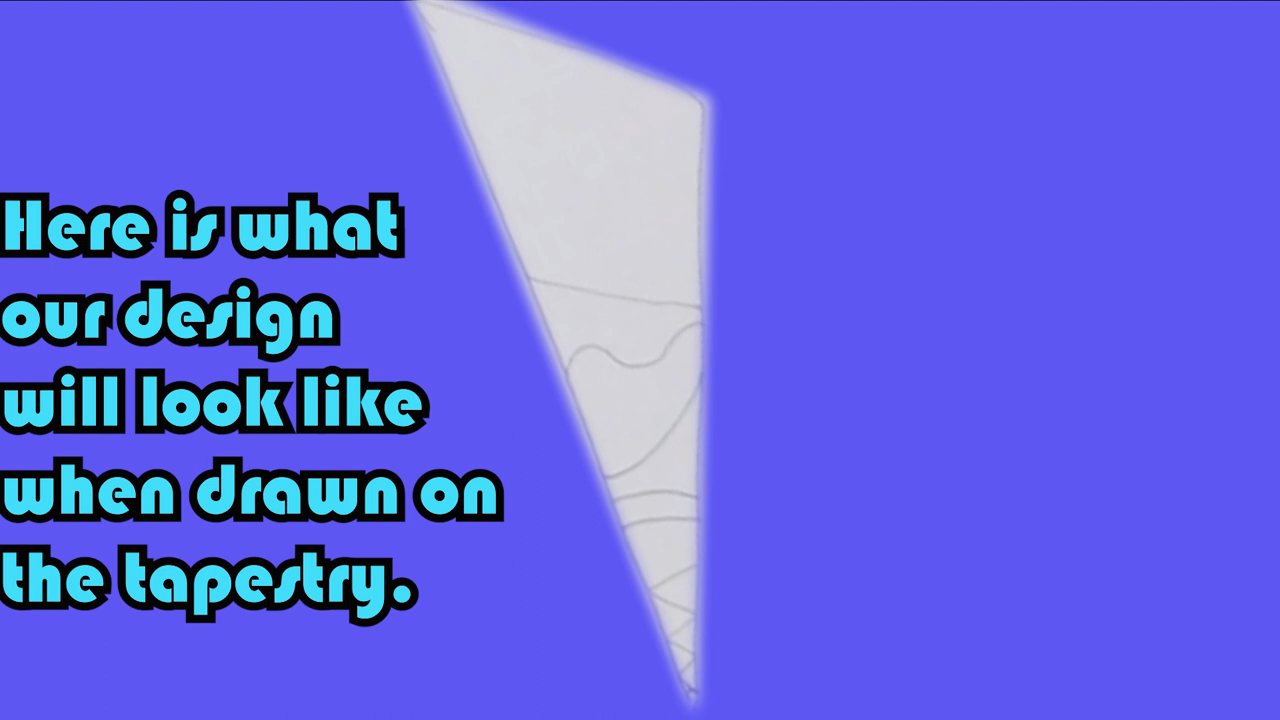 Here is what
our design
will look like
when drawn on
the tapestry.